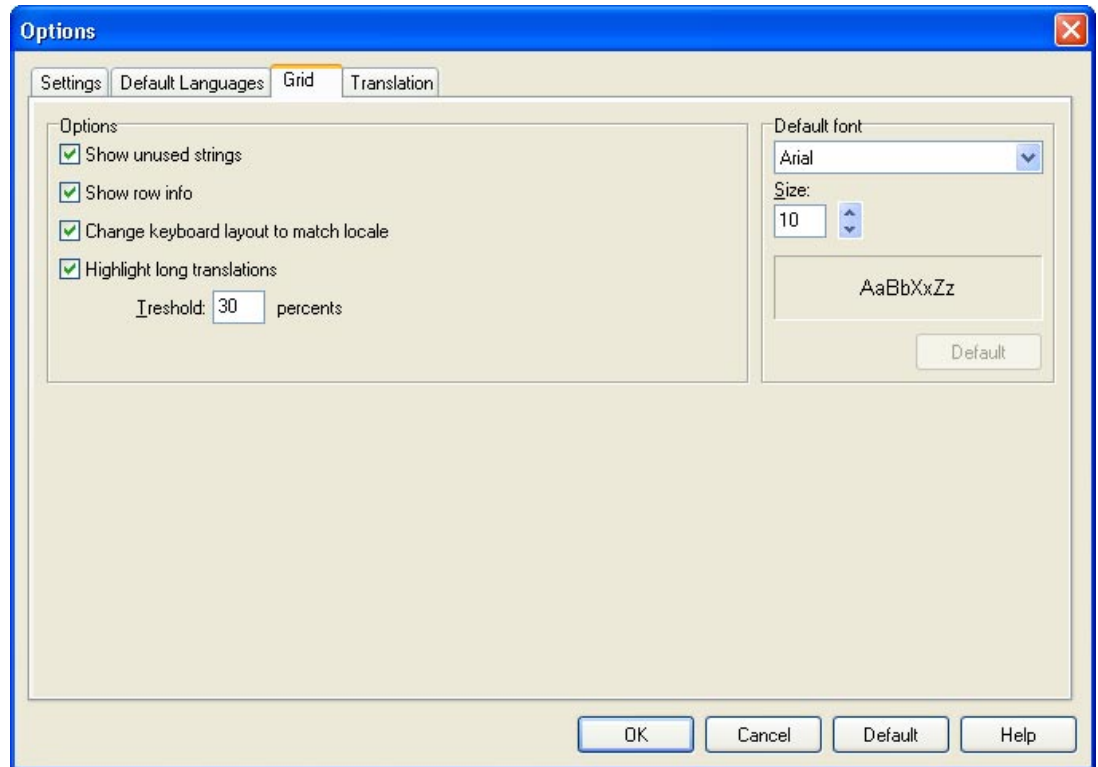 Options
Settings Default Languages Grid Translation
Options
Show unused strings
Show row info
Change keyboard layout to match locale
Highlight long translations
Treshold: 30 percents
Default font
Arial
Size:
10
AaBbXxZz
Default
OK Cancel Default Help